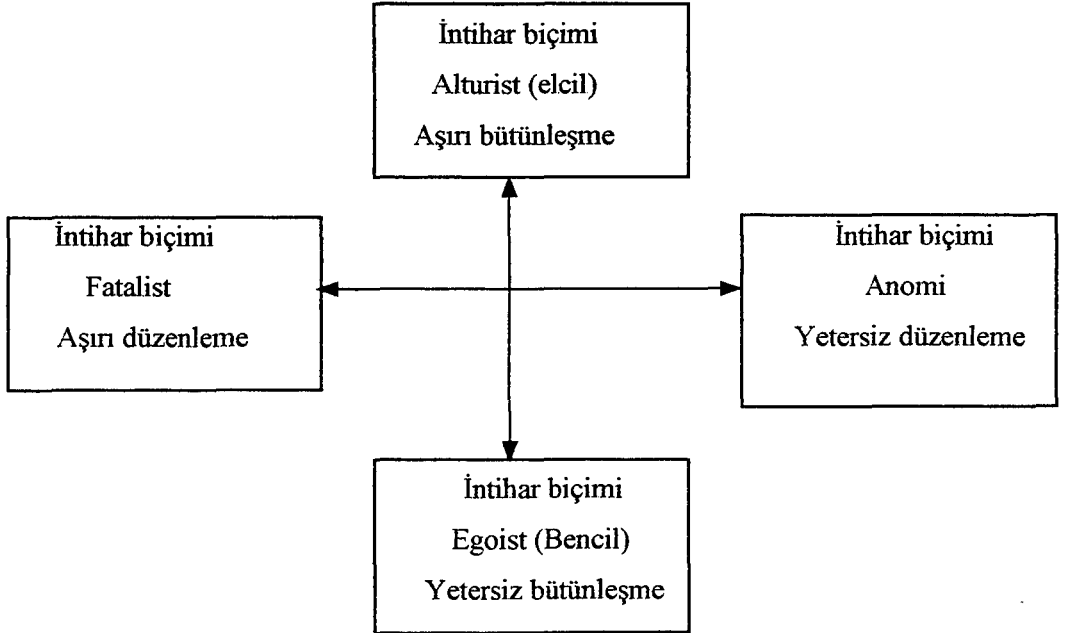 İntihar biçimi
Alturist (elcil)
Aşırı bütünleşme
İntihar biçimi
Fatalist
Aşırı düzenleme
İntihar biçimi
Anomi
Yetersiz düzenleme
İntihar biçimi
Egoist (Bencil)
Yetersiz bütünleşme